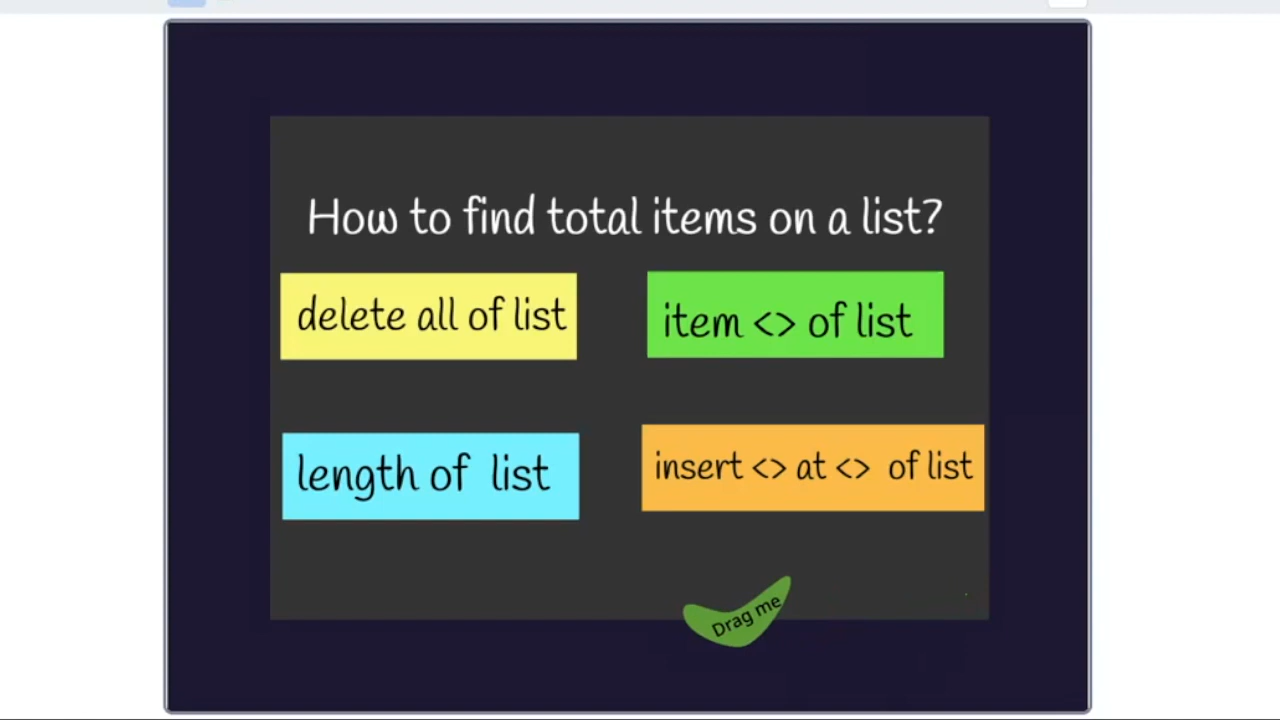 How to find total items on a list?
delete all of list
item <> of list
length of list
insert <> at <> of list
Drag me